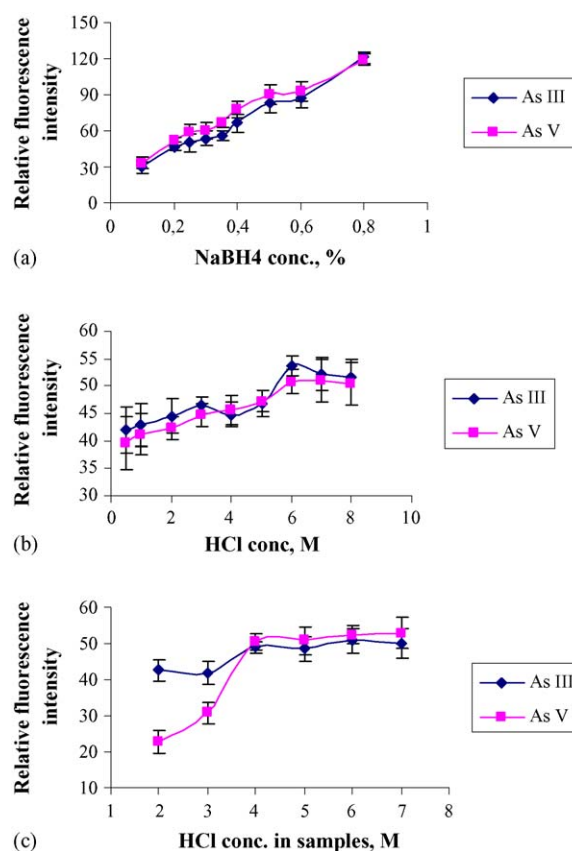 150
120
90
60
30
0
0
0,2
0,4
0,6
0,8
1
Relative fluorescence
intensity
NaBH4 conc., %
As III
As V
(a)
60
55
50
45
40
35
30
0
2
4
6
8
10
Relative fluorescence
intensity
HCl conc, M
As III
As V
(b)
60
50
40
30
20
10
1
2
3
4
5
6
7
8
Relative fluorescence
intensity
HCl conc. in samples, M
As III
As V
(c)